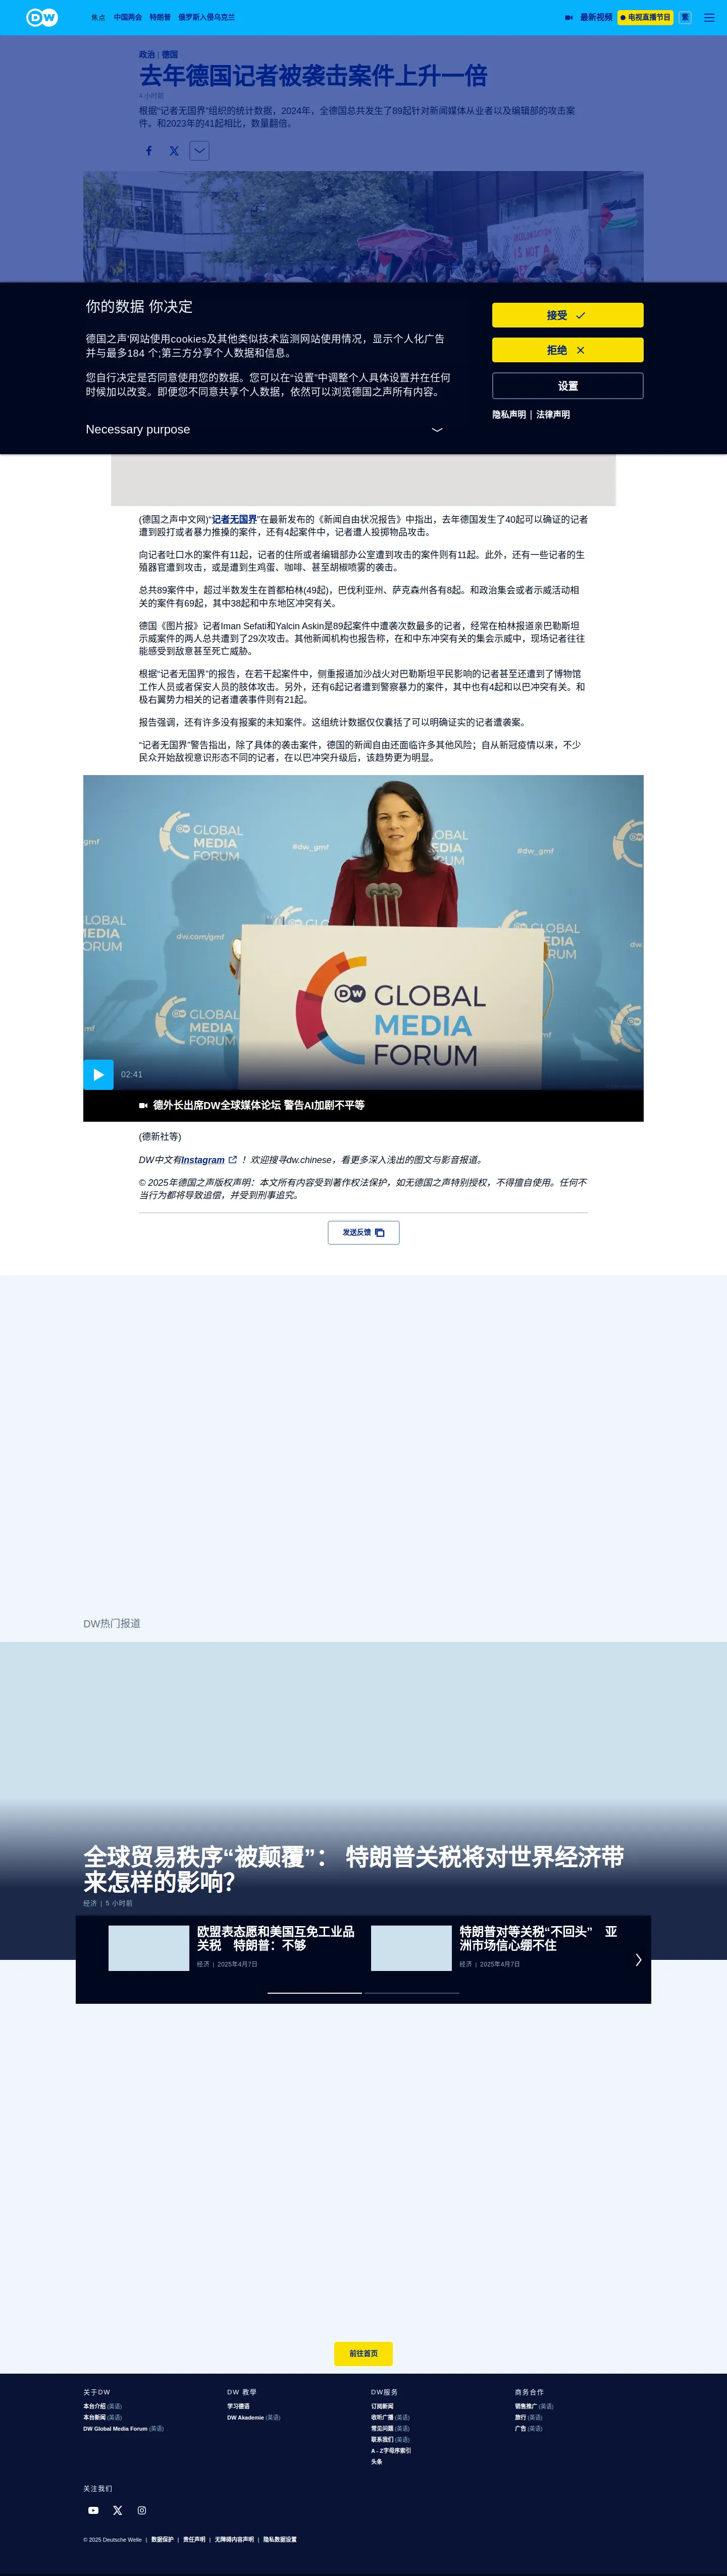 DW
焦点 中国两会 特朗普 俄罗斯入侵乌克兰
最新视频 电视直播节目 繁
政治 | 德国
去年德国记者被袭击案件上升一倍
4 小时前
根据“记者无国界”组织的统计数据，2024年，全德国总共发生了89起针对新闻媒体从业者以及编辑部的攻击案
件。和2023年的41起相比，数量翻倍。
IS NOT A
你的数据 你决定
德国之声'网站使用cookies及其他类似技术监测网站使用情况，显示个人化广告
并与最多184 个;第三方分享个人数据和信息。
您自行决定是否同意使用您的数据。您可以在“设置”中调整个人具体设置并在任何
时候加以改变。即便您不同意共享个人数据，依然可以浏览德国之声所有内容。
Necessary purpose
接受
拒绝
设置
隐私声明 | 法律声明
(德国之声中文网)“记者无国界”在最新发布的《新闻自由状况报告》中指出，去年德国发生了40起可以确证的记者
遭到殴打或者暴力推搡的案件，还有4起案件中，记者遭人投掷物品攻击。
向记者吐口水的案件有11起，记者的住所或者编辑部办公室遭到攻击的案件则有11起。此外，还有一些记者的生
殖器官遭到攻击，或是遭到生鸡蛋、咖啡、甚至胡椒喷雾的袭击。
总共89案件中，超过半数发生在首都柏林(49起)，巴伐利亚州、萨克森州各有8起。和政治集会或者示威活动相
关的案件有69起，其中38起和中东地区冲突有关。
德国《图片报》记者Iman Sefati和Yalcin Askin是89起案件中遭袭次数最多的记者，经常在柏林报道亲巴勒斯坦
示威案件的两人总共遭到了29次攻击。其他新闻机构也报告称，在和中东冲突有关的集会示威中，现场记者往往
能感受到敌意甚至死亡威胁。
根据“记者无国界”的报告，在若干起案件中，侧重报道加沙战火对巴勒斯坦平民影响的记者甚至还遭到了博物馆
工作人员或者保安人员的肢体攻击。另外，还有6起记者遭到警察暴力的案件，其中也有4起和以巴冲突有关。和
极右翼势力相关的记者遭袭事件则有21起。
报告强调，还有许多没有报案的未知案件。这组统计数据仅仅囊括了可以明确证实的记者遭袭案。
“记者无国界”警告指出，除了具体的袭击案件，德国的新闻自由还面临许多其他风险；自从新冠疫情以来，不少
民众开始敌视意识形态不同的记者，在以巴冲突升级后，该趋势更为明显。
DW GLOBAL MEDIA FORUM
#dw_gmf
dw.com/gmf
DW GLOBAL MEDIA FORUM
02:41
德外长出席DW全球媒体论坛 警告AI加剧不平等
(德新社等)
DW中文有Instagram ！欢迎搜寻dw.chinese，看更多深入浅出的图文与影音报道。
© 2025年德国之声版权声明：本文所有内容受到著作权法保护，如无德国之声特别授权，不得擅自使用。任何不
当行为都将导致追偿，并受到刑事追究。
发送反馈
DW热门报道
全球贸易秩序“被颠覆”： 特朗普关税将对世界经济带
来怎样的影响？
经济 | 5 小时前
欧盟表态愿和美国互免工业品
关税 特朗普：不够
经济 | 2025年4月7日
特朗普对等关税“不回头” 亚
洲市场信心绷不住
经济 | 2025年4月7日
前往首页
关于DW
本台介绍 (英语)
本台新闻 (英语)
DW Global Media Forum (英语)
DW 教學
学习德语
DW Akademie (英语)
DW服务
订阅新闻
收听广播 (英语)
常见问题 (英语)
联系我们 (英语)
A - Z字母序索引
头条
商务合作
销售推广 (英语)
旅行 (英语)
广告 (英语)
关注我们
© 2025 Deutsche Welle | 数据保护 | 责任声明 | 无障碍内容声明 | 隐私数据设置